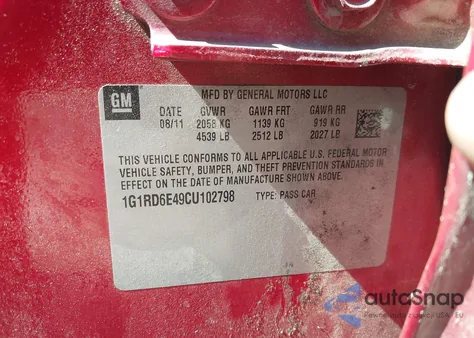 GM
MFD BY GENERAL MOTORS LLC
DATE GVWR GAWR FRT GAWR RR
08/11 2058 KG 1139 KG 919 KG
4539 LB 2512 LB 2027 LB
THIS VEHICLE CONFORMS TO ALL APPLICABLE U.S. FEDERAL MOTOR
VEHICLE SAFETY, BUMPER, AND THEFT PREVENTION STANDARDS IN
EFFECT ON THE DATE OF MANUFACTURE SHOWN ABOVE.
1G1RD6E49CU102798 TYPE: PASS CAR
autoSnap